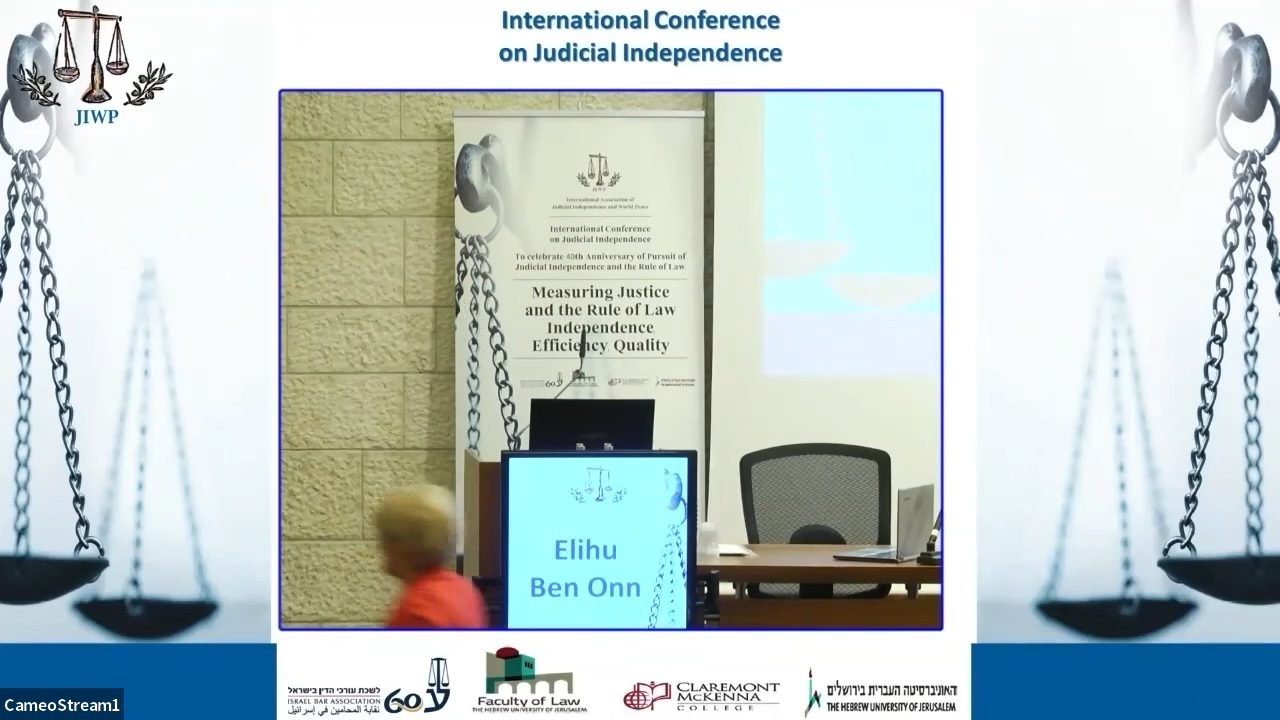 International Conference
on Judicial Independence
JIWP
JIWP
International Association of
Judicial Independence and World Peace
International Conference
on Judicial Independence
To celebrate 40th Anniversary of Pursuit of
Judicial Independence and the Rule of Law
Measuring Justice
and the Rule of Law
Independence
Efficiency Quality
60
Elihu
Ben Onn
לשכת עורכי הדין בישראל
ISRAEL BAR ASSOCIATION
نقابة المحامين في إسرائيل
60
Faculty of Law
THE HEBREW UNIVERSITY OF JERUSALEM
CLAREMONT
MCKENNA
COLLEGE
האוניברסיטה העברית בירושלים
THE HEBREW UNIVERSITY OF JERUSALEM
CameoStream1